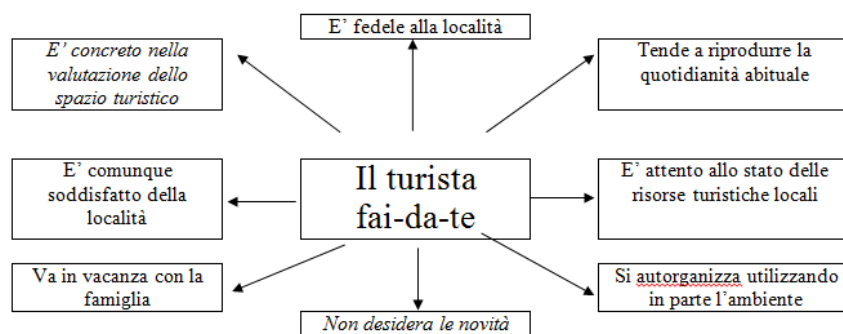 E’ fedele alla località
E’ concreto nella
valutazione dello
spazio turistico
Tende a riprodurre la
quotidianità abituale
E’ comunque
soddisfatto della
località
Il turista
fai-da-te
E’ attento allo stato delle
risorse turistiche locali
Va in vacanza con la
famiglia
Si autorganizza utilizzando
in parte l’ambiente
Non desidera le novità